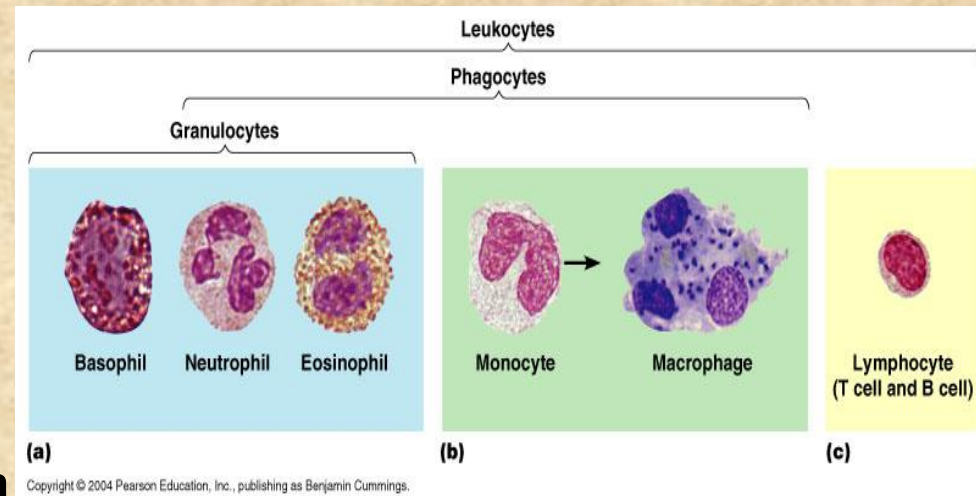 Leukocytes
Phagocytes
Granulocytes
Basophil
Neutrophil
Eosinophil
Monocyte
Macrophage
Lymphocyte
(T cell and B cell)
(a)
(b)
(c)
Copyright © 2004 Pearson Education, Inc., publishing as Benjamin Cummings.